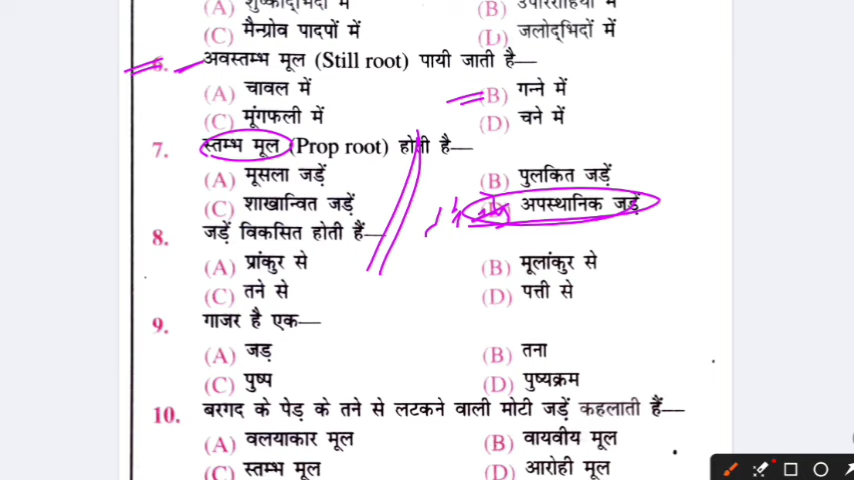 शुष्कोद्भिदों में (B) उपरिरोहियों में
(C) मैन्ग्रोव पादपों में (D) जलोद्भिदों में
6. अवस्तम्भ मूल (Still root) पायी जाती है—
(A) चावल में (B) गन्ने में
(C) मूंगफली में (D) चने में
7. स्तम्भ मूल (Prop root) होती है—
(A) मूसला जड़ें (B) पुलकित जड़ें
(C) शाखान्वित जड़ें (D) अपस्थानिक जड़ें
8. जड़ें विकसित होती हैं—
(A) प्रांकुर से (B) मूलांकुर से
(C) तने से (D) पत्ती से
9. गाजर है एक—
(A) जड़ (B) तना
(C) पुष्प (D) पुष्पक्रम
10. बरगद के पेड़ के तने से लटकने वाली मोटी जड़ें कहलाती हैं—
(A) वलयाकार मूल (B) वायवीय मूल
(C) स्तम्भ मूल (D) आरोही मूल